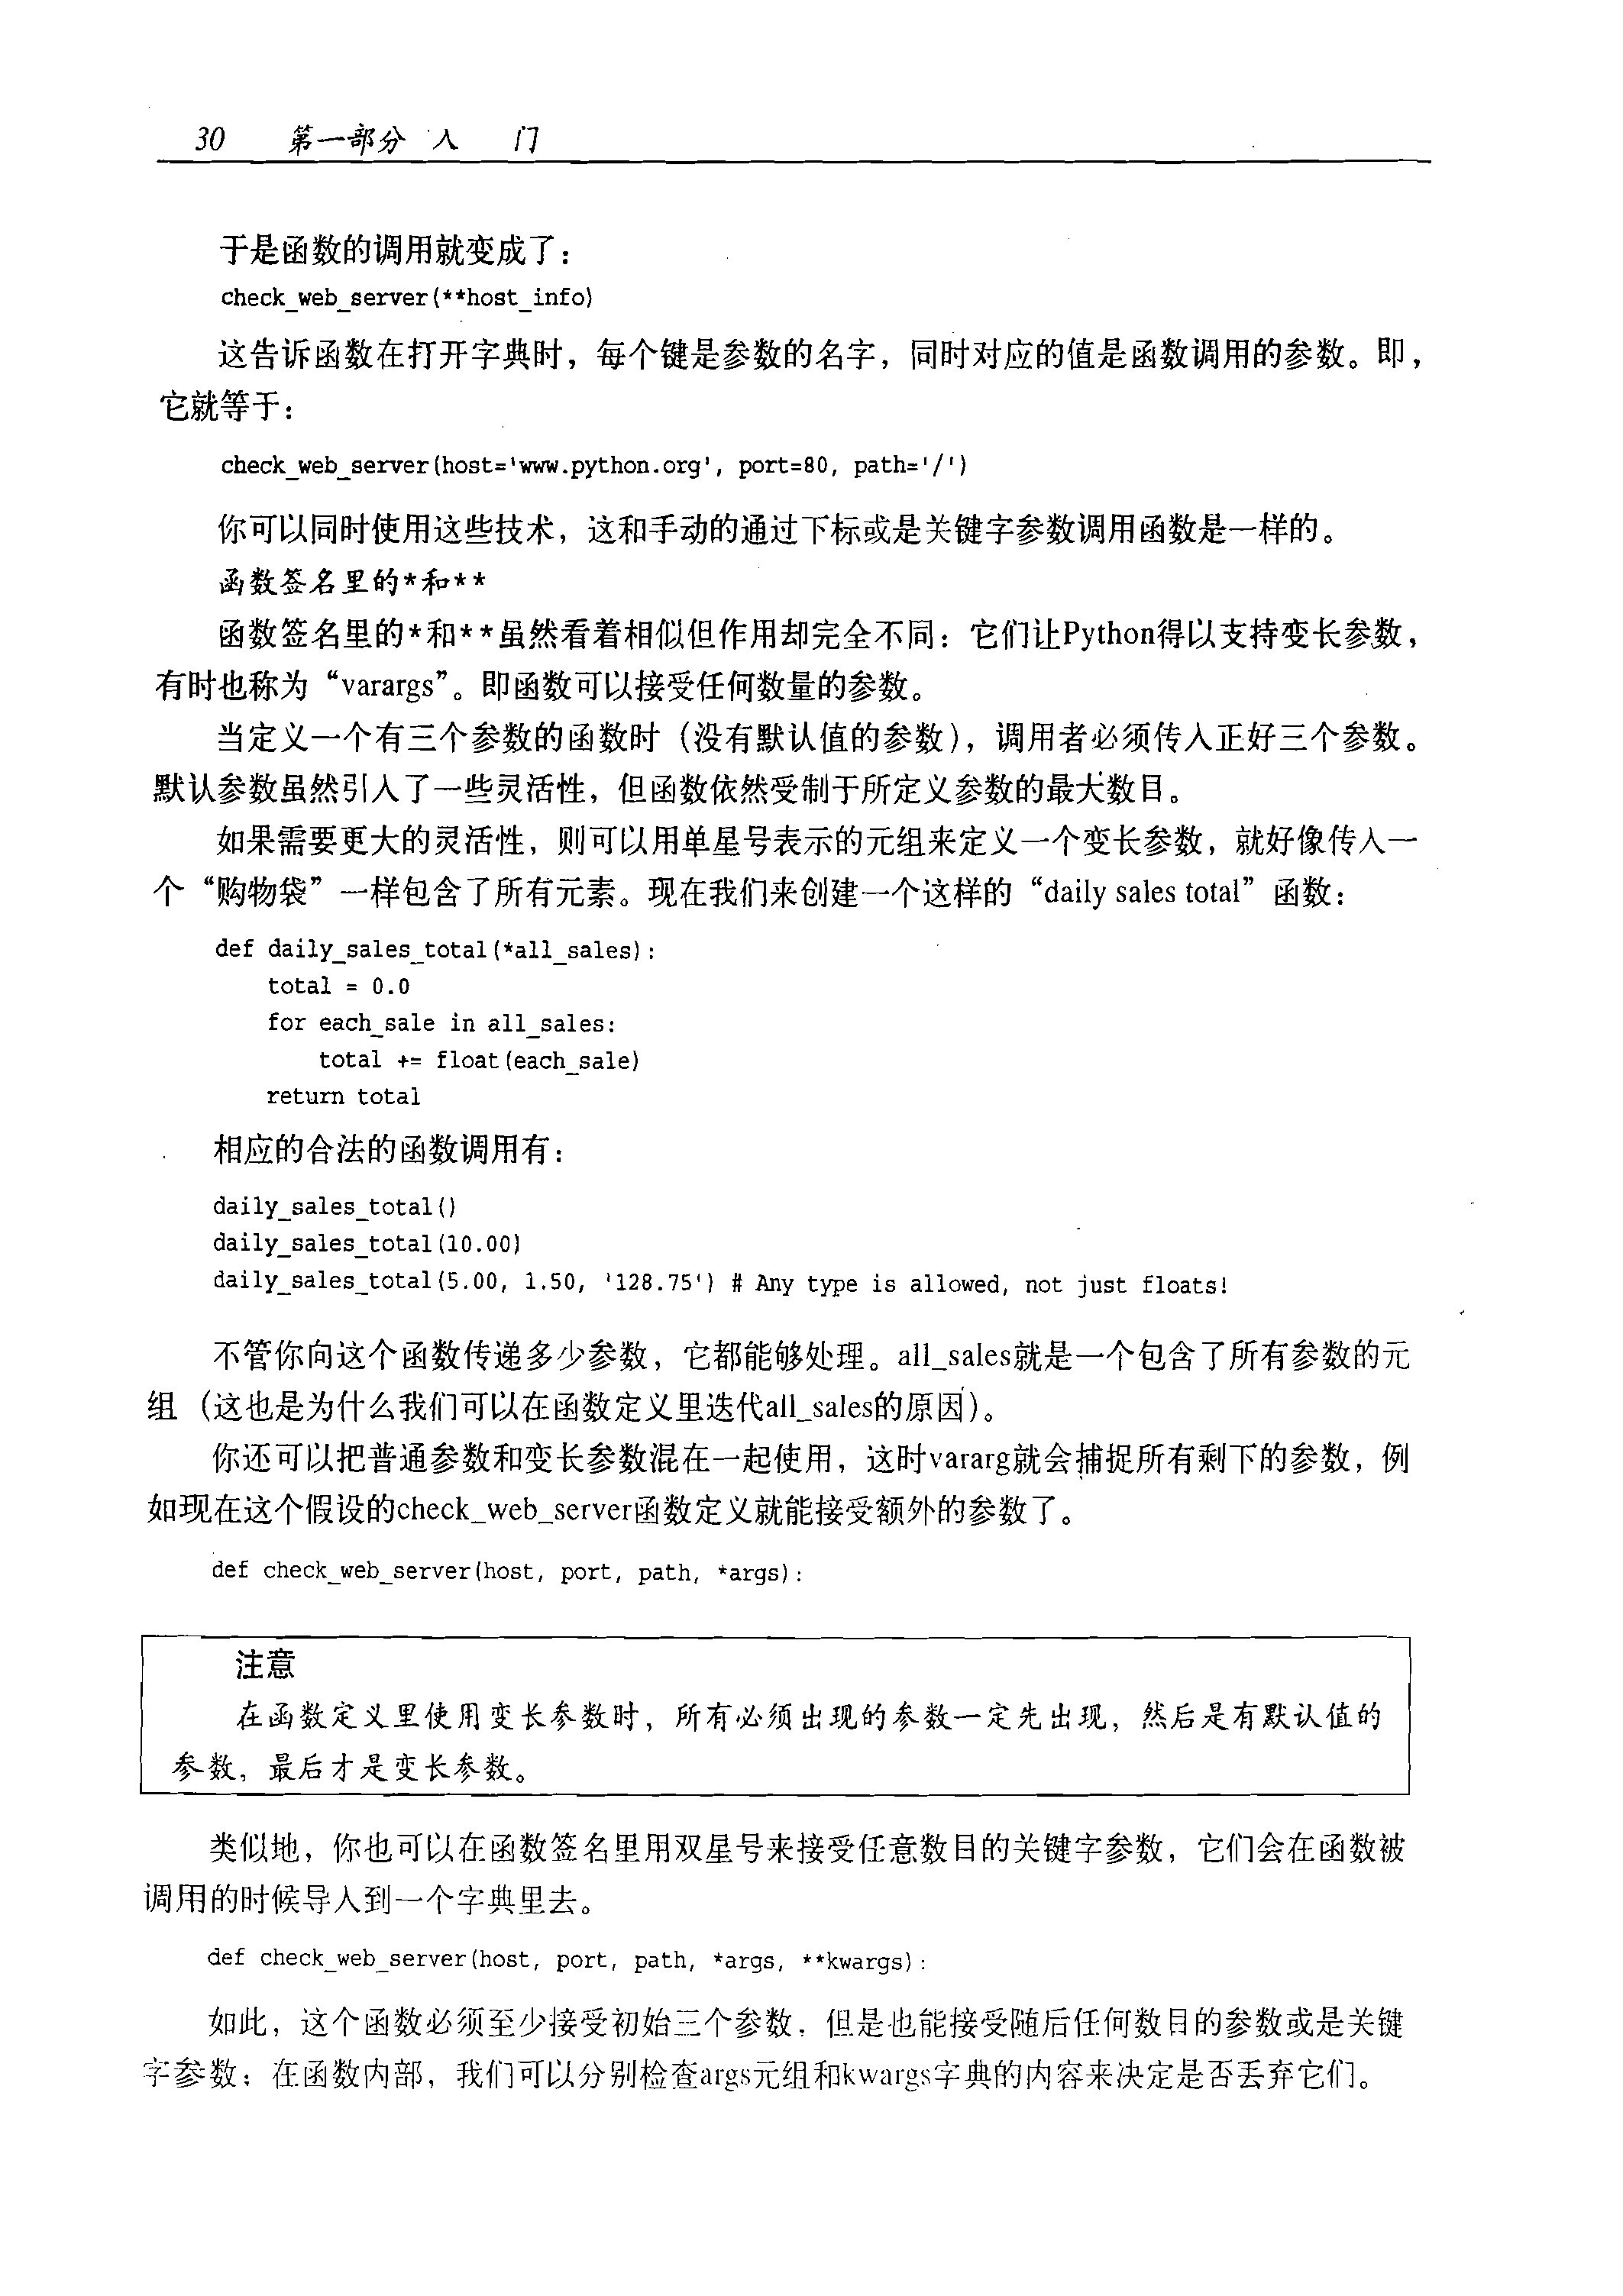 30 第一部分 入 门
于是函数的调用就变成了：
check_web_server(**host_info)
这告诉函数在打开字典时，每个键是参数的名字，同时对应的值是函数调用的参数。即，
它就等于：
check_web_server(host='www.python.org', port=80, path='/')
你可以同时使用这些技术，这和手动的通过下标或是关键字参数调用函数是一样的。
函数签名里的*和**
函数签名里的*和**虽然看着相似但作用却完全不同：它们让Python得以支持变长参数，
有时也称为“varargs”。即函数可以接受任何数量的参数。
当定义一个有三个参数的函数时（没有默认值的参数），调用者必须传入正好三个参数。
默认参数虽然引入了一些灵活性，但函数依然受制于所定义参数的最大数目。
如果需要更大的灵活性，则可以用单星号表示的元组来定义一个变长参数，就好像传入一
个“购物袋”一样包含了所有元素。现在我们来创建一个这样的“daily sales total”函数：
def daily_sales_total(*all_sales):
    total = 0.0
    for each_sale in all_sales:
        total += float(each_sale)
    return total
相应的合法的函数调用有：
daily_sales_total()
daily_sales_total(10.00)
daily_sales_total(5.00, 1.50, '128.75') # Any type is allowed, not just floats!
不管你向这个函数传递多少参数，它都能够处理。all_sales就是一个包含了所有参数的元
组（这也是为什么我们可以在函数定义里迭代all_sales的原因）。
你还可以把普通参数和变长参数混在一起使用，这时vararg就会捕捉所有剩下的参数，例
如现在这个假设的check_web_server函数定义就能接受额外的参数了。
def check_web_server(host, port, path, *args):
注意
在函数定义里使用变长参数时，所有必须出现的参数一定先出现，然后是有默认值的
参数，最后才是变长参数。
类似地，你也可以在函数签名里用双星号来接受任意数目的关键字参数，它们会在函数被
调用的时候导入到一个字典里去。
def check_web_server(host, port, path, *args, **kwargs):
如此，这个函数必须至少接受初始三个参数，但是也能接受随后任何数目的参数或是关键
字参数；在函数内部，我们可以分别检查args元组和kwargs字典的内容来决定是否丢弃它们。